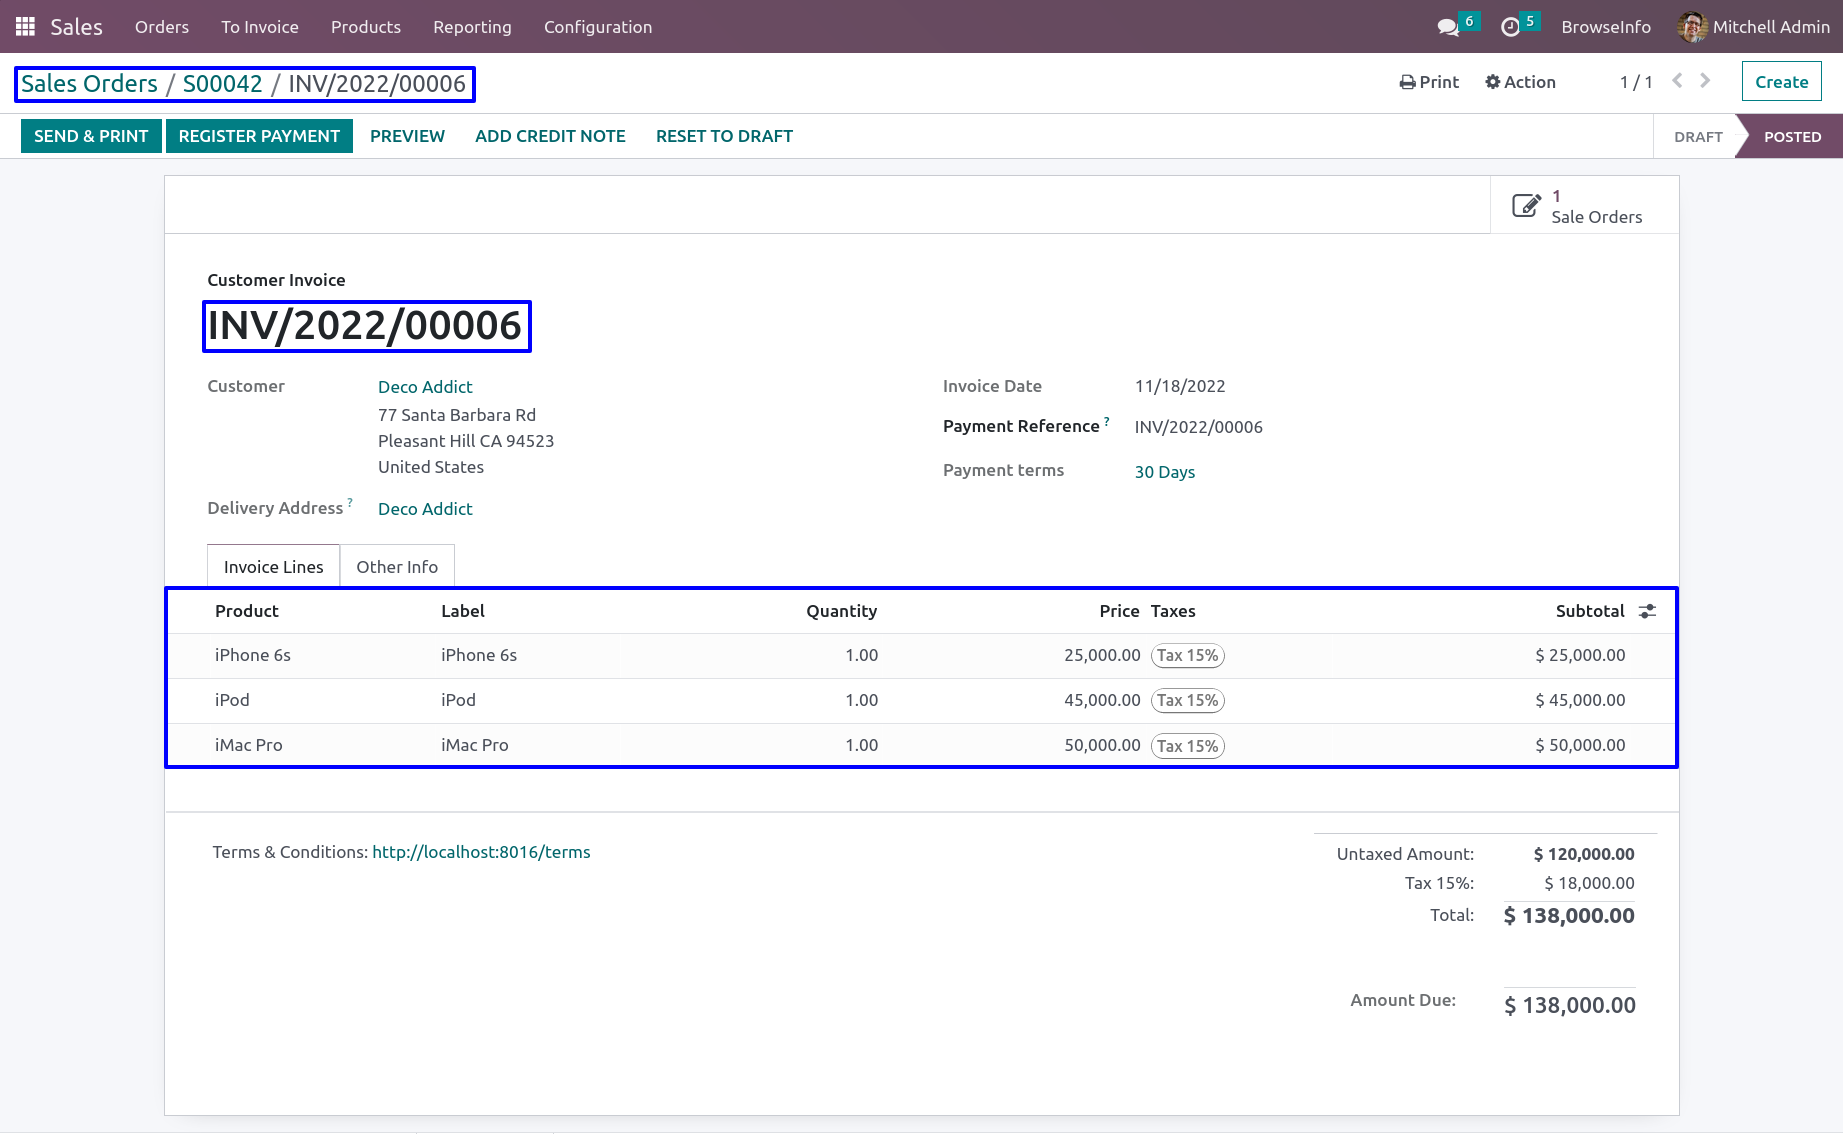 Sales Orders To Invoice Products Reporting Configuration 6 5 BrowseInfo Mitchell Admin
Sales Orders / S00042 / INV/2022/00006 Print Action 1 / 1 Create
SEND & PRINT REGISTER PAYMENT PREVIEW ADD CREDIT NOTE RESET TO DRAFT DRAFT POSTED
1
Sale Orders
Customer Invoice
INV/2022/00006
Customer Deco Addict Invoice Date 11/18/2022
77 Santa Barbara Rd
Pleasant Hill CA 94523 Payment Reference ? INV/2022/00006
United States Payment terms 30 Days
Delivery Address ? Deco Addict
Invoice Lines Other Info
Product Label Quantity Price Taxes Subtotal
iPhone 6s iPhone 6s 1.00 25,000.00 Tax 15% $ 25,000.00
iPod iPod 1.00 45,000.00 Tax 15% $ 45,000.00
iMac Pro iMac Pro 1.00 50,000.00 Tax 15% $ 50,000.00
Terms & Conditions: http://localhost:8016/terms Untaxed Amount: $ 120,000.00
Tax 15%: $ 18,000.00
Total: $ 138,000.00
Amount Due: $ 138,000.00